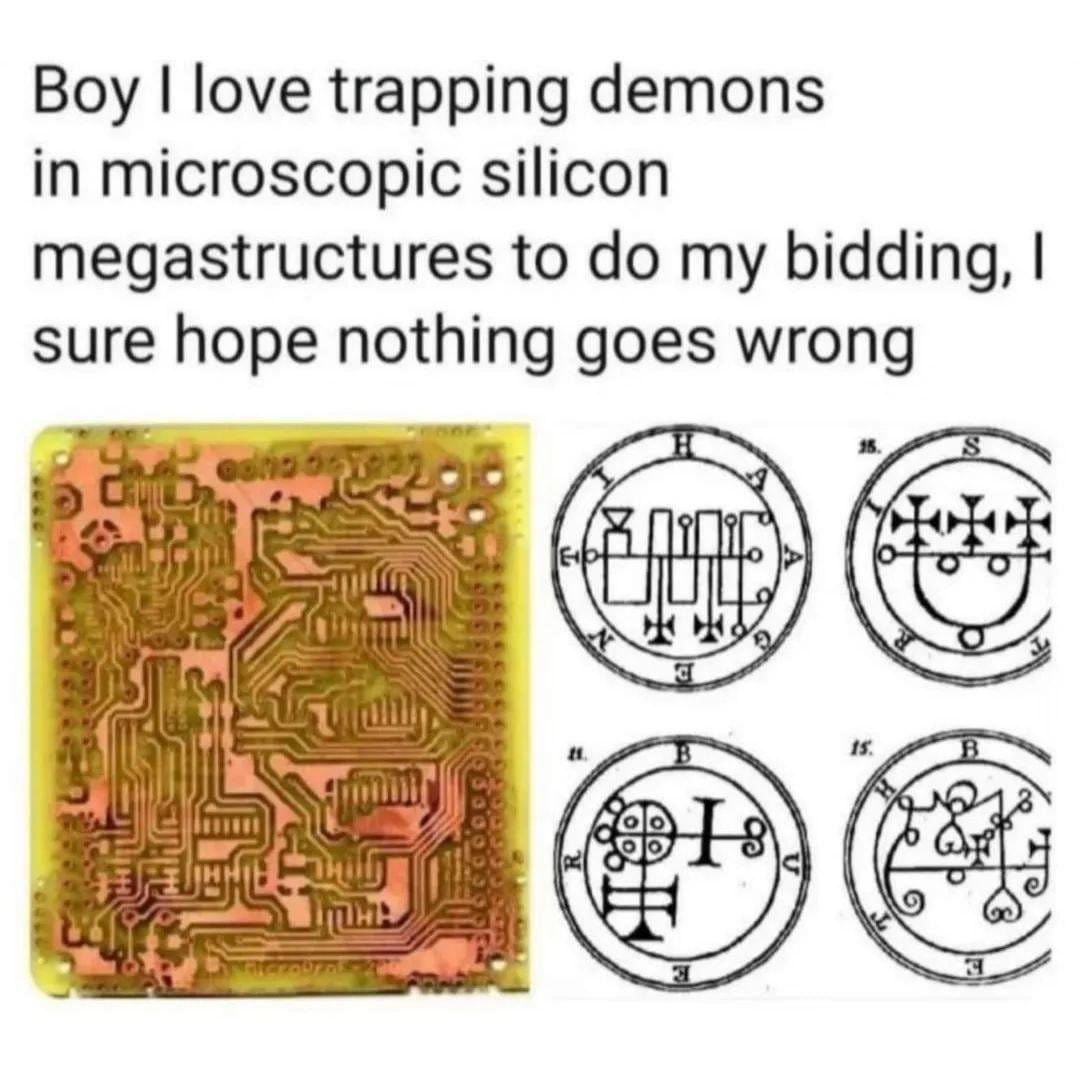 Boy I love trapping demons
in microscopic silicon
megastructures to do my bidding, I
sure hope nothing goes wrong
H A A G E N T I
S T R I
B U E R
B E T H